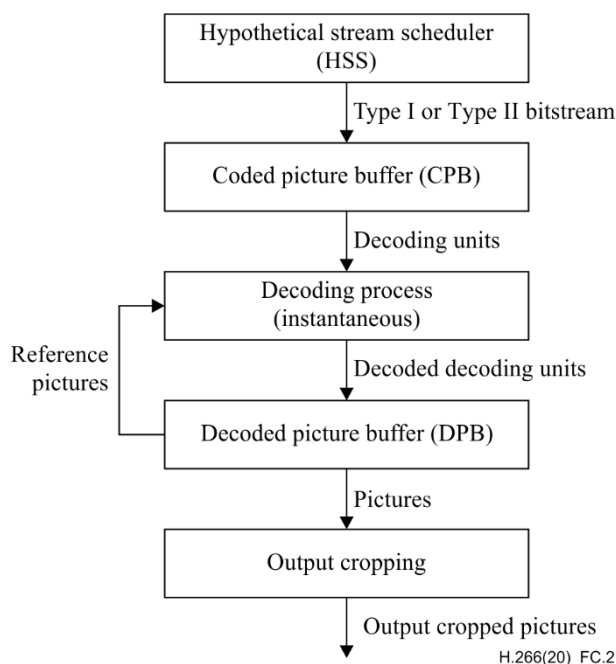 Hypothetical stream scheduler
(HSS)
Type I or Type II bitstream
Coded picture buffer (CPB)
Decoding units
Decoding process
(instantaneous)
Reference
pictures
Decoded decoding units
Decoded picture buffer (DPB)
Pictures
Output cropping
Output cropped pictures
H.266(20)_FC.2